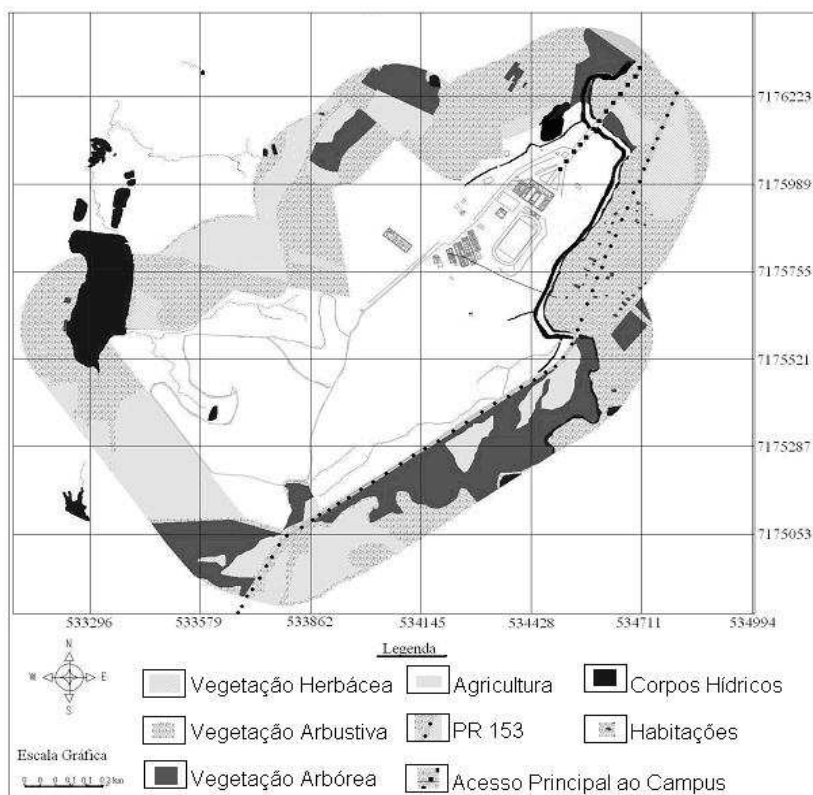 7176223
7175989
7175755
7175521
7175287
7175053
533296 533579 533862 534145 534428 534711 534994
Legenda
N
W E
S
Vegetação Herbácea
Agricultura
Corpos Hídricos
Vegetação Arbustiva
PR 153
Habitações
Escala Gráfica
Vegetação Arbórea
Acesso Principal ao Campus